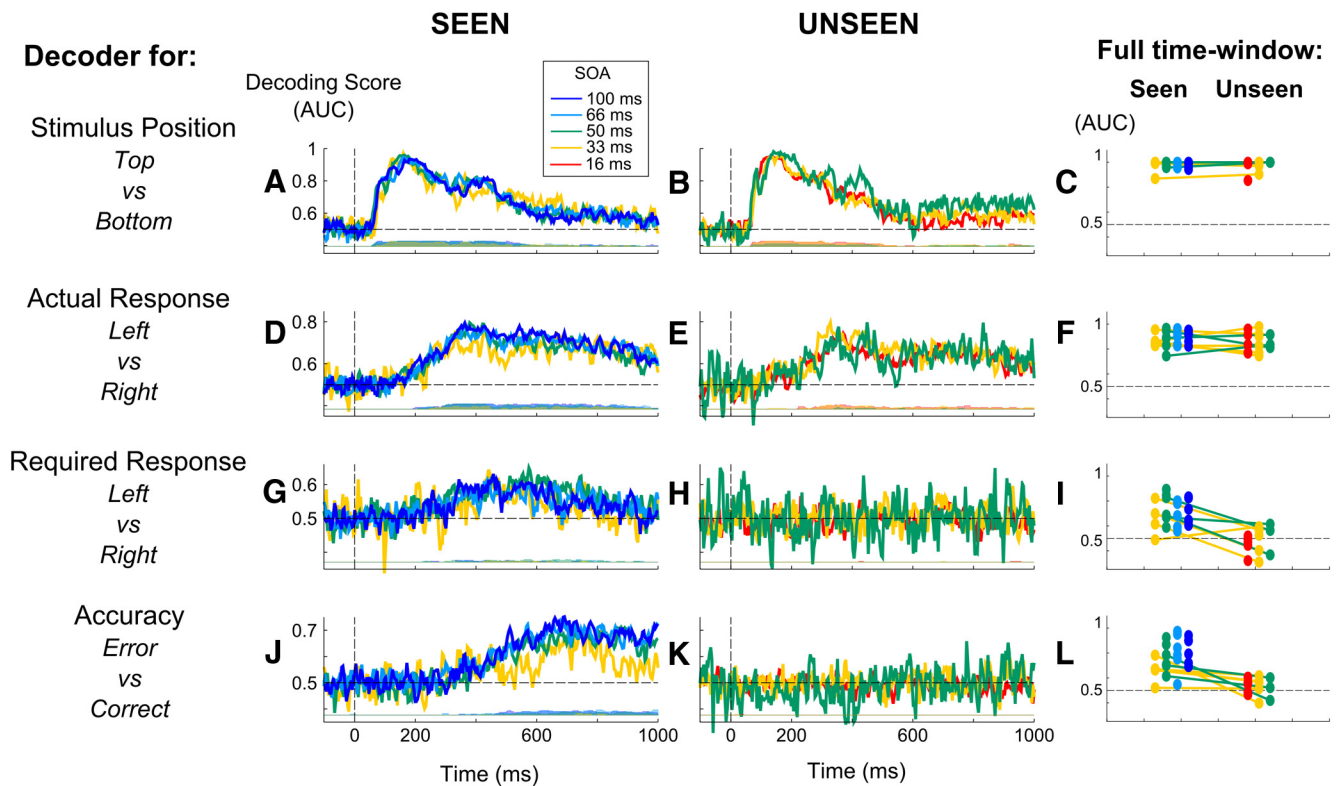 SEEN
UNSEEN
Decoder for:
Full time-window:
Seen Unseen
Decoding Score
(AUC)
SOA
100 ms
66 ms
50 ms
33 ms
16 ms
(AUC)
Stimulus Position
Top
vs
Bottom
A
1
0.8
0.6
B
C
1
0.5
Actual Response
Left
vs
Right
D
0.8
0.6
E
F
1
0.5
Required Response
Left
vs
Right
G
0.6
0.5
H
I
1
0.5
Accuracy
Error
vs
Correct
J
0.7
0.5
K
L
1
0.5
0 200 600 1000
0 200 600 1000
Time (ms)
Time (ms)